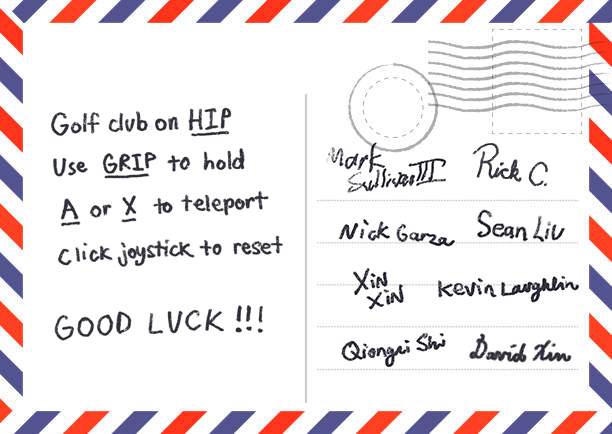 Golf club on HIP
Use GRIP to hold
A or X to teleport
Click joystick to reset
GOOD LUCK !!!
Mark
Sullivan III
Rick C.
Nick Garza
Sean Liu
Xin
Xin
Kevin Laughlin
Qiongxi Shi
David Xin